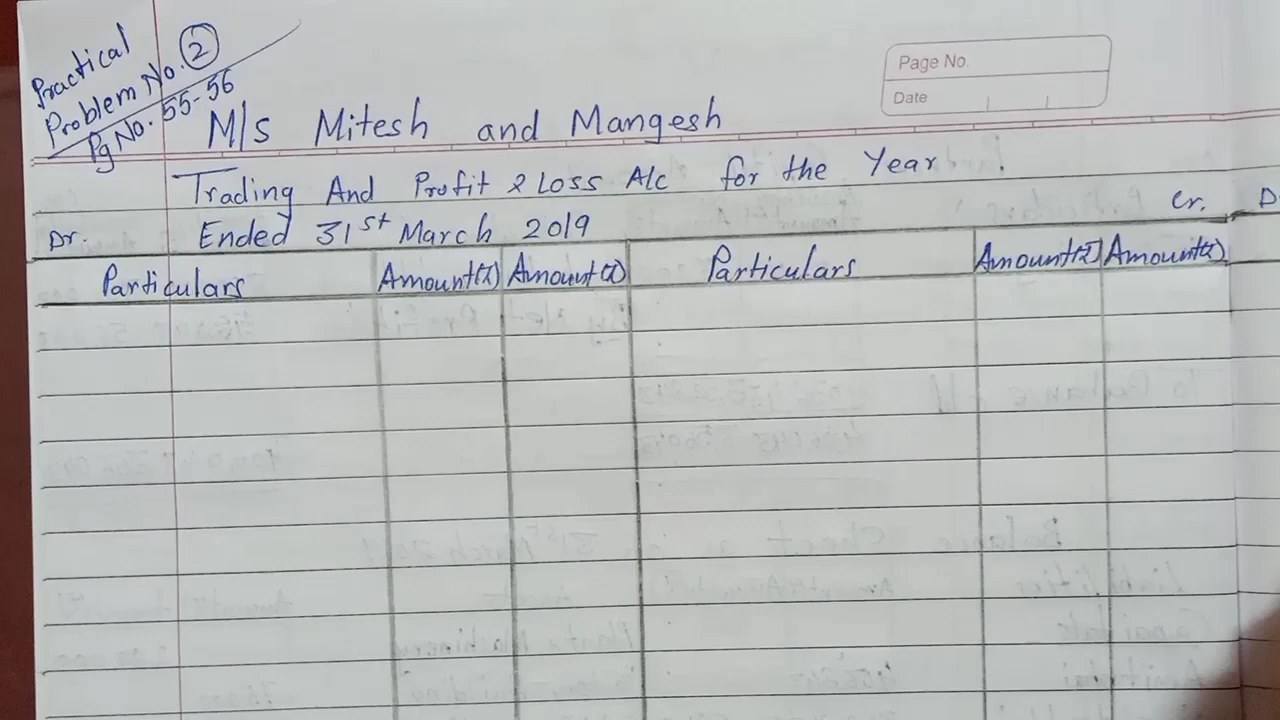 Practical
Problem No. 2
Pg No. 55-56
Page No.
Date
M/s Mitesh and Mangesh
Trading And Profit & Loss A/c for the Year
Dr. Ended 31st March 2019 Cr. D
Particulars Amount(₹) Amount(₹) Particulars Amount(₹) Amount(₹)